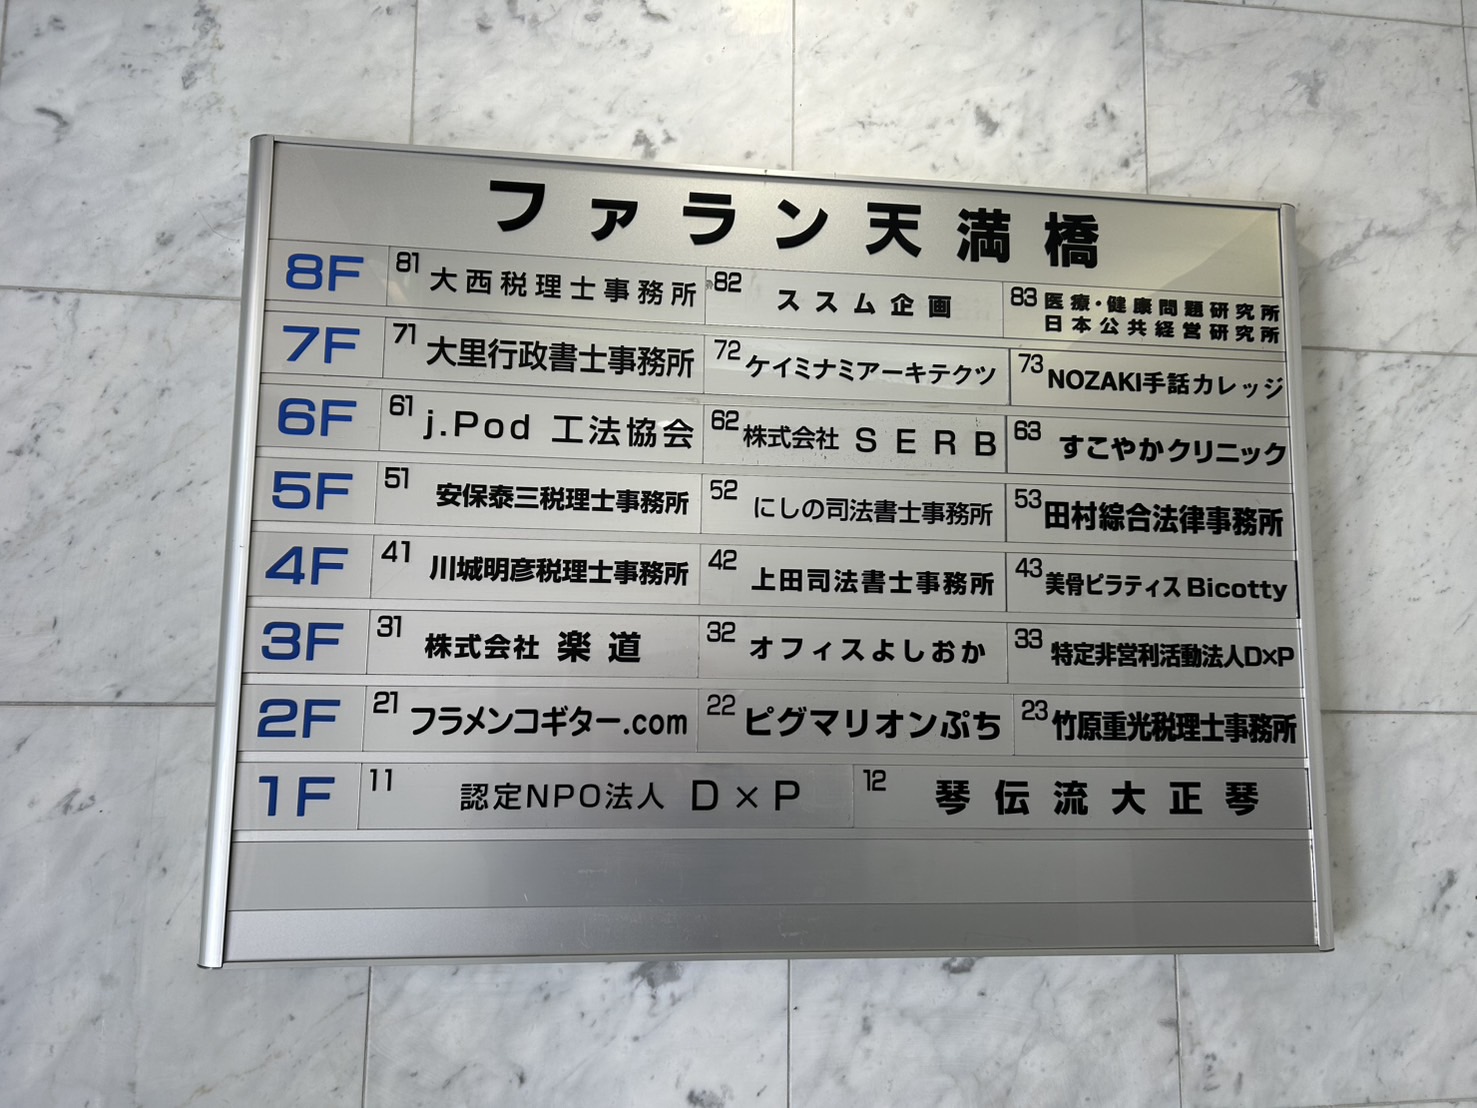 ファラン天満橋
8F 81 大西税理士事務所 82 ススム企画 83 医療・健康問題研究所
日本公共経営研究所
7F 71 大里行政書士事務所 72 ケイミナミアーキテクツ 73 NOZAKI手話カレッジ
6F 61 j.Pod 工法協会 62 株式会社 SERB 63 すこやかクリニック
5F 51 安保泰三税理士事務所 52 にしの司法書士事務所 53 田村綜合法律事務所
4F 41 川城明彦税理士事務所 42 上田司法書士事務所 43 美骨ピラティス Bicotty
3F 31 株式会社 楽道 32 オフィスよしおか 33 特定非営利活動法人D×P
2F 21 フラメンコギター.com 22 ピグマリオンぷち 23 竹原重光税理士事務所
1F 11 認定NPO法人 D×P 12 琴伝流大正琴